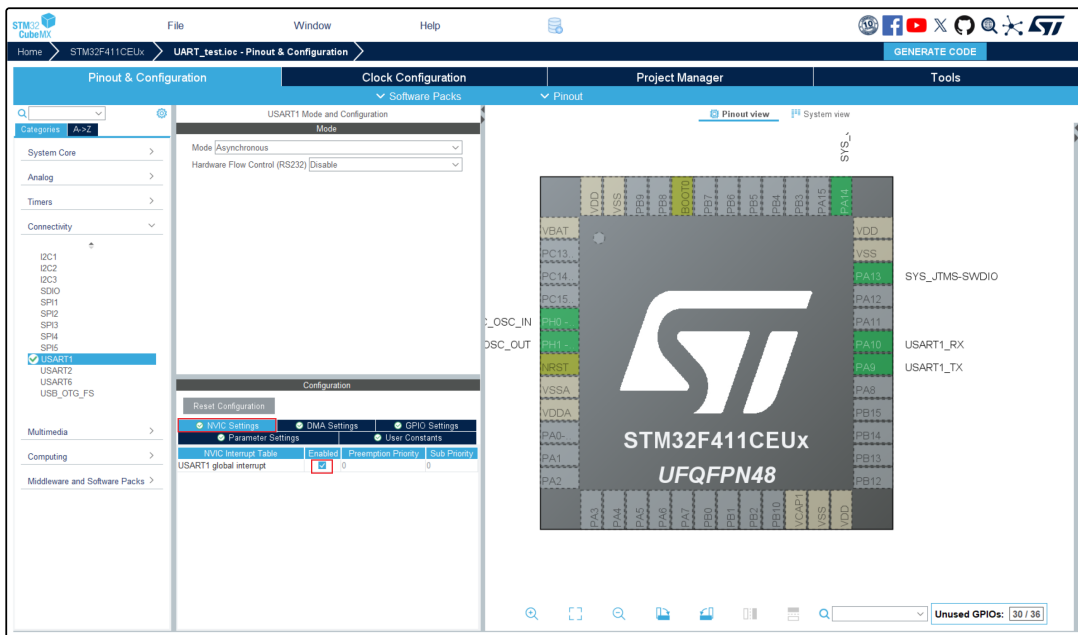 STM32 CubeMX
File
Window
Help
Home
STM32F411CEUx
UART_test.ioc - Pinout & Configuration
GENERATE CODE
Pinout & Configuration
Clock Configuration
Project Manager
Tools
Software Packs
Pinout
Categories
A->Z
System Core
Analog
Timers
Connectivity
I2C1
I2C2
I2C3
SDIO
SPI1
SPI2
SPI3
SPI4
SPI5
USART1
USART2
USART6
USB_OTG_FS
Multimedia
Computing
Middleware and Software Packs
USART1 Mode and Configuration
Mode
Mode Asynchronous
Hardware Flow Control (RS232) Disable
Configuration
Reset Configuration
NVIC Settings
DMA Settings
GPIO Settings
Parameter Settings
User Constants
NVIC Interrupt Table
Enabled
Preemption Priority
Sub Priority
USART1 global interrupt
0
0
Pinout view
System view
SYS_
VDD
VSS
PB9
PB8
BOOT0
PB7
PB6
PB5
PB4
PB3
PA15
PA14
VBAT
PC13
PC14
PC15
C_OSC_IN
PH0 -
OSC_OUT
PH1 -
NRST
VSSA
VDDA
PA0-
PA1
PA2
VDD
VSS
PA13
SYS_JTMS-SWDIO
PA12
PA11
PA10
USART1_RX
PA9
USART1_TX
PA8
PB15
PB14
PB13
PB12
ST
STM32F411CEUx
UFQFPN48
PA3
PA4
PA5
PA6
PA7
PB0
PB1
PB2
PB10
VCAP1
VSS
VDD
Unused GPIOs: 30 / 36